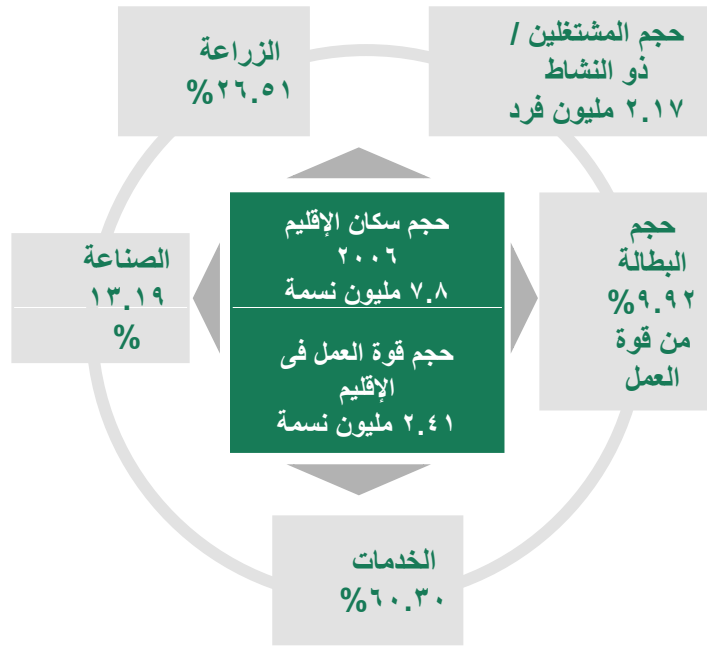 حجم المشتغلين /
ذو النشاط
٢.١٧ مليون فرد
الزراعة
٢٦.٥١%
حجم سكان الإقليم
٢٠٠٦
٧.٨ مليون نسمة
حجم قوة العمل فى
الإقليم
٢.٤١ مليون نسمة
حجم
البطالة
٩.٩٢%
من قوة
العمل
الصناعة
١٣.١٩
%
الخدمات
٦٠.٣٠%